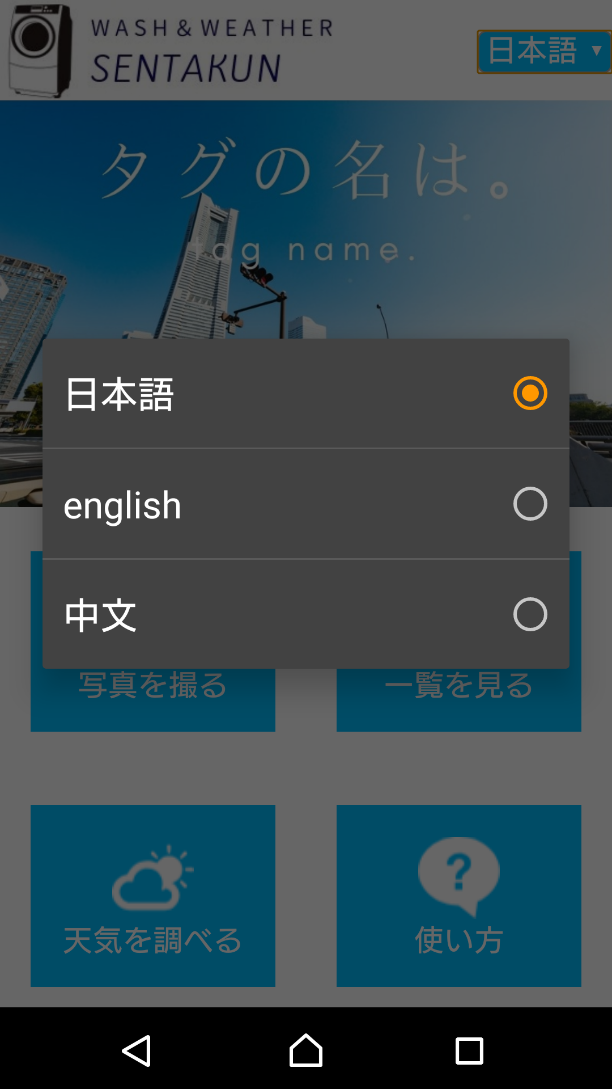 WASH & WEATHER
SENTAKUN
日本語 ▼
タグの名は。
tag name.
日本語
english
中文
写真を撮る
一覧を見る
天気を調べる
?
使い方